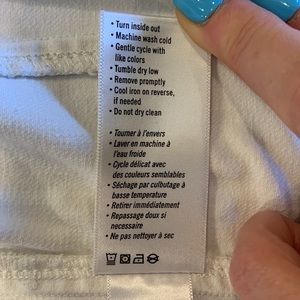 • Turn inside out
• Machine wash cold
• Gentle cycle with
like colors
• Tumble dry low
• Remove promptly
• Cool iron on reverse,
if needed
• Do not dry clean
• Tourner à l'envers
• Laver en machine à
l'eau froide
• Cycle délicat avec
des couleurs semblables
• Séchage par culbutage à
basse temperature
• Retirer immédiatement
• Repassage doux si
necessaire
• Ne pas nettoyer à sec